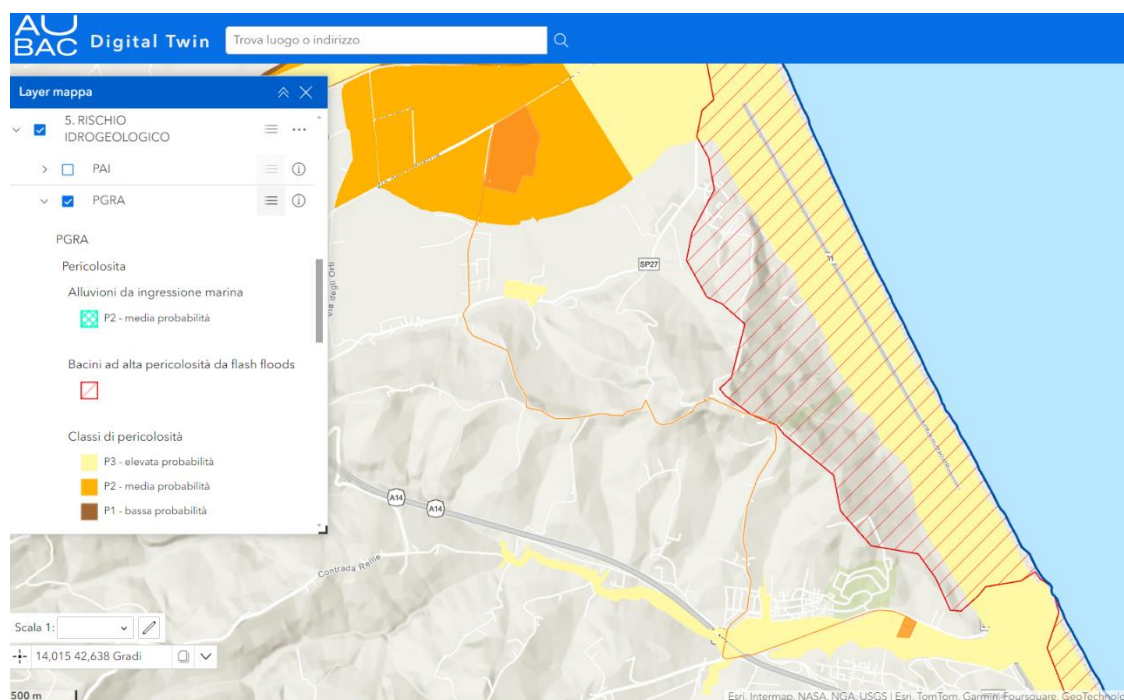 AU
BAC Digital Twin
Trova luogo o indirizzo
Layer mappa
5. RISCHIO
IDROGEOLOGICO
PAI
PGRA
PGRA
Pericolosita
Alluvioni da ingressione marina
P2 - media probabilità
Bacini ad alta pericolosità da flash floods
Classi di pericolosità
P3 - elevata probabilità
P2 - media probabilità
P1 - bassa probabilità
Via degli Orti
SP27
A14
A14
Contrada Reille
Scala 1:
14,015 42,638 Gradi
500 m
Esri, Intermap, NASA, NGA, USGS | Esri, TomTom, Garmin, Foursquare, GeoTechnolo